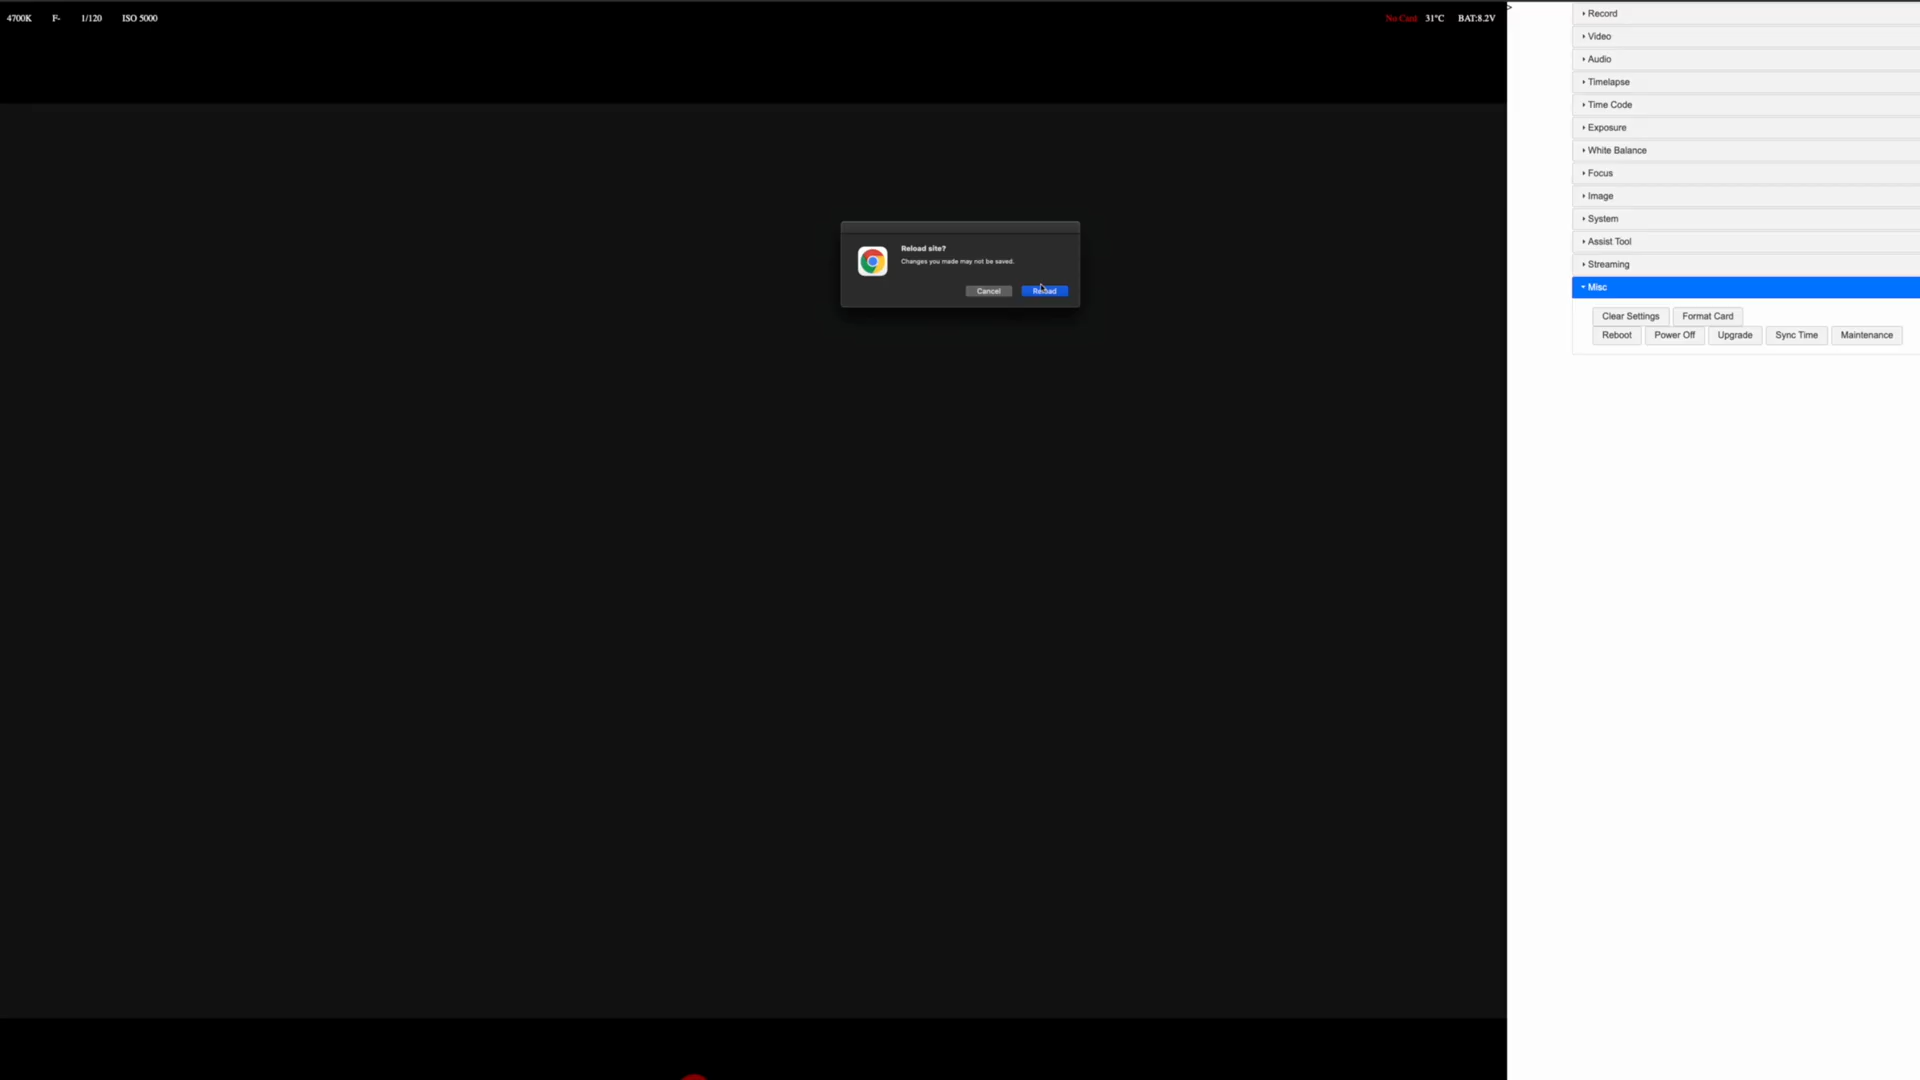 4700K F- 1/120 ISO 5000 No Card 31°C BAT:8.2V
>
Record
Video
Audio
Timelapse
Time Code
Exposure
White Balance
Focus
Image
System
Assist Tool
Streaming
Misc
Clear Settings Format Card
Reboot Power Off Upgrade Sync Time Maintenance
Reload site?
Changes you made may not be saved.
Cancel Reload